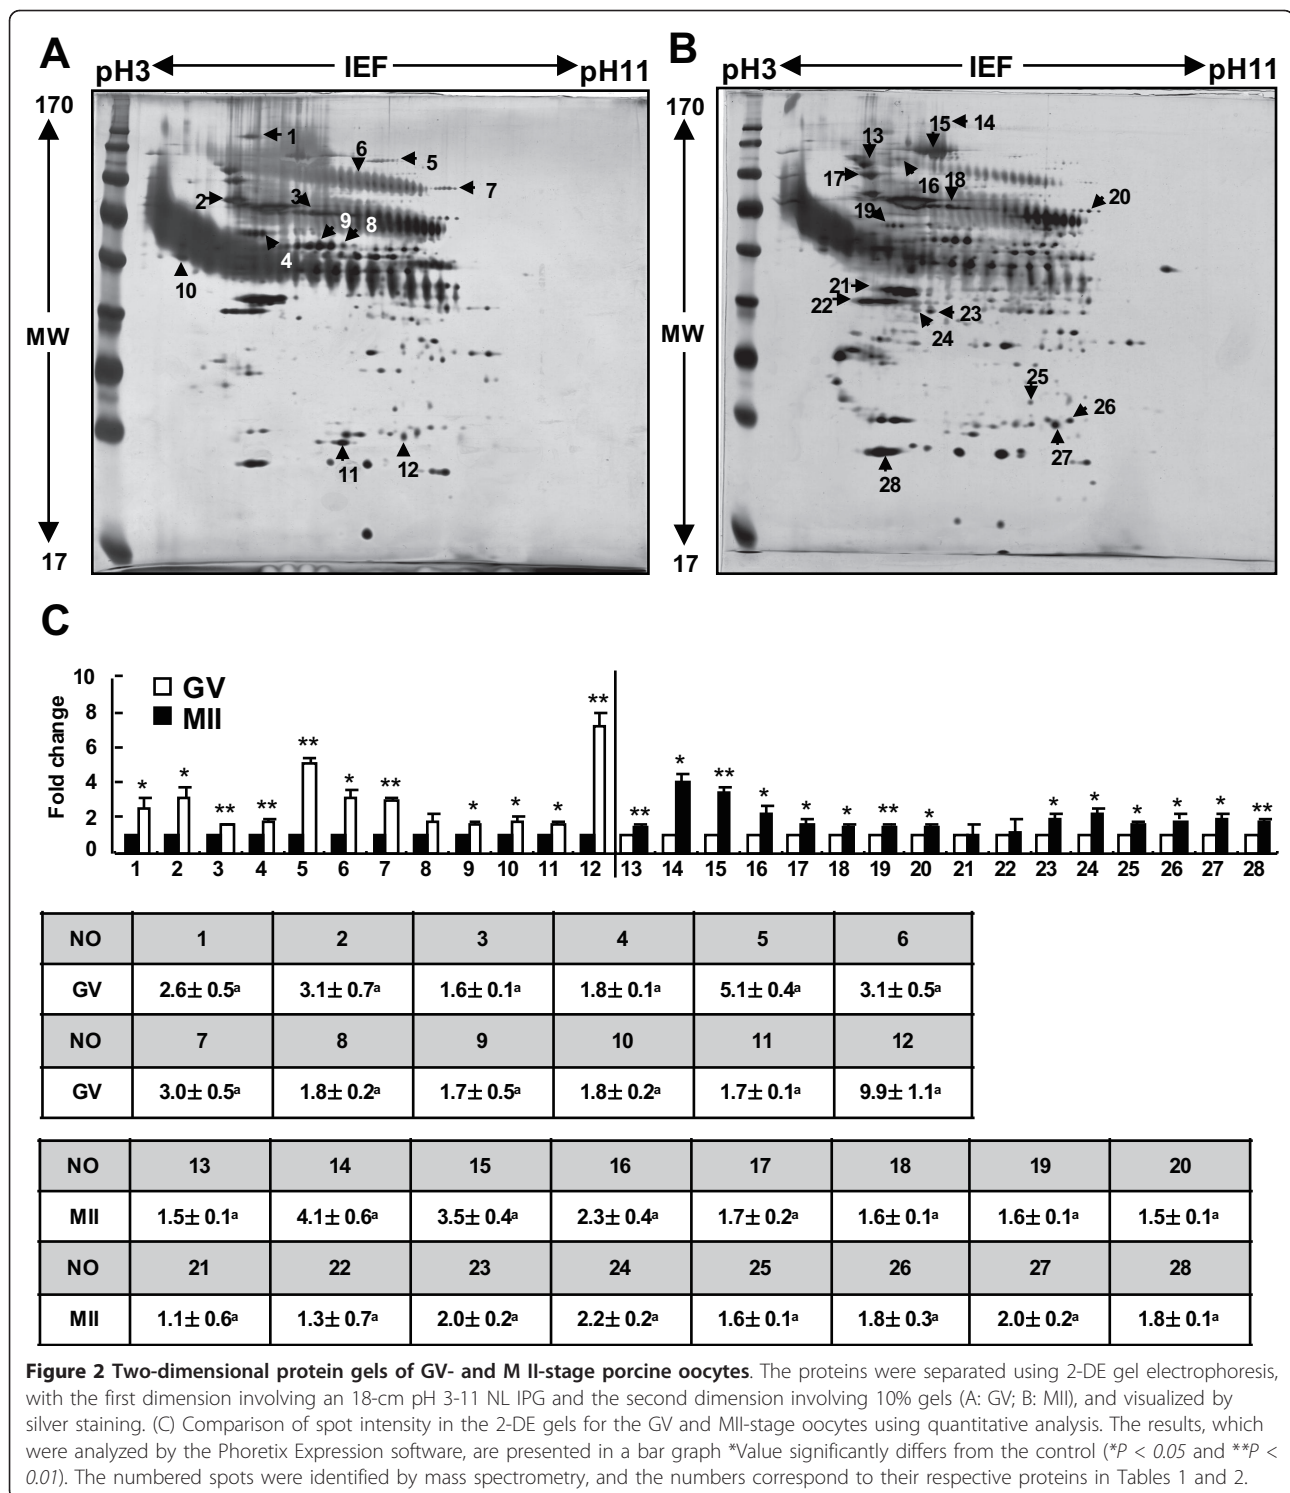 A
pH3 IEF pH11
170
MW
17
1
6
5
7
2
3
9 8
4
10
11
12
B
pH3 IEF pH11
170
MW
17
15 14
13
16
17
18
20
19
21
22
23
24
25
26
27
28
C
Fold change
10
8
6
4
2
0
GV
MII
* * ** ** ** * ** * * * ** ** * ** * * * ** * * * * * * **
1 2 3 4 5 6 7 8 9 10 11 12 13 14 15 16 17 18 19 20 21 22 23 24 25 26 27 28
NO 1 2 3 4 5 6
GV 2.6± 0.5ᵃ 3.1± 0.7ᵃ 1.6± 0.1ᵃ 1.8± 0.1ᵃ 5.1± 0.4ᵃ 3.1± 0.5ᵃ
NO 7 8 9 10 11 12
GV 3.0± 0.5ᵃ 1.8± 0.2ᵃ 1.7± 0.5ᵃ 1.8± 0.2ᵃ 1.7± 0.1ᵃ 9.9± 1.1ᵃ
NO 13 14 15 16 17 18 19 20
MII 1.5± 0.1ᵃ 4.1± 0.6ᵃ 3.5± 0.4ᵃ 2.3± 0.4ᵃ 1.7± 0.2ᵃ 1.6± 0.1ᵃ 1.6± 0.1ᵃ 1.5± 0.1ᵃ
NO 21 22 23 24 25 26 27 28
MII 1.1± 0.6ᵃ 1.3± 0.7ᵃ 2.0± 0.2ᵃ 2.2± 0.2ᵃ 1.6± 0.1ᵃ 1.8± 0.3ᵃ 2.0± 0.2ᵃ 1.8± 0.1ᵃ
Figure 2 Two-dimensional protein gels of GV- and M II-stage porcine oocytes. The proteins were separated using 2-DE gel electrophoresis,
with the first dimension involving an 18-cm pH 3-11 NL IPG and the second dimension involving 10% gels (A: GV; B: MII), and visualized by
silver staining. (C) Comparison of spot intensity in the 2-DE gels for the GV and MII-stage oocytes using quantitative analysis. The results, which
were analyzed by the Phoretix Expression software, are presented in a bar graph *Value significantly differs from the control (*P < 0.05 and **P <
0.01). The numbered spots were identified by mass spectrometry, and the numbers correspond to their respective proteins in Tables 1 and 2.